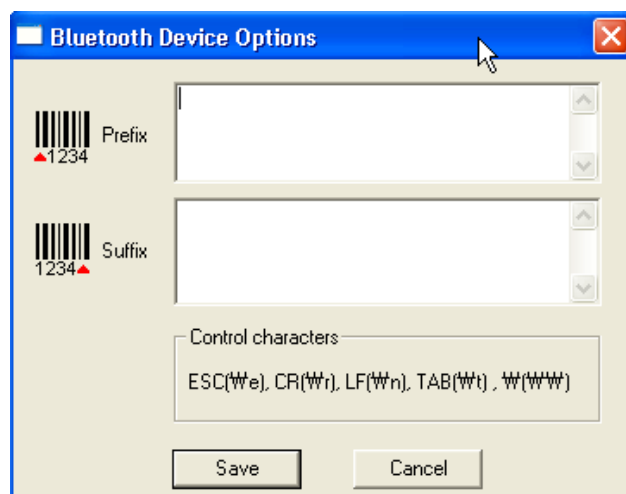 Bluetooth Device Options
Prefix
1234
Suffix
1234
Control characters
ESC(₩e), CR(₩r), LF(₩n), TAB(₩t) , ₩(₩₩)
Save Cancel